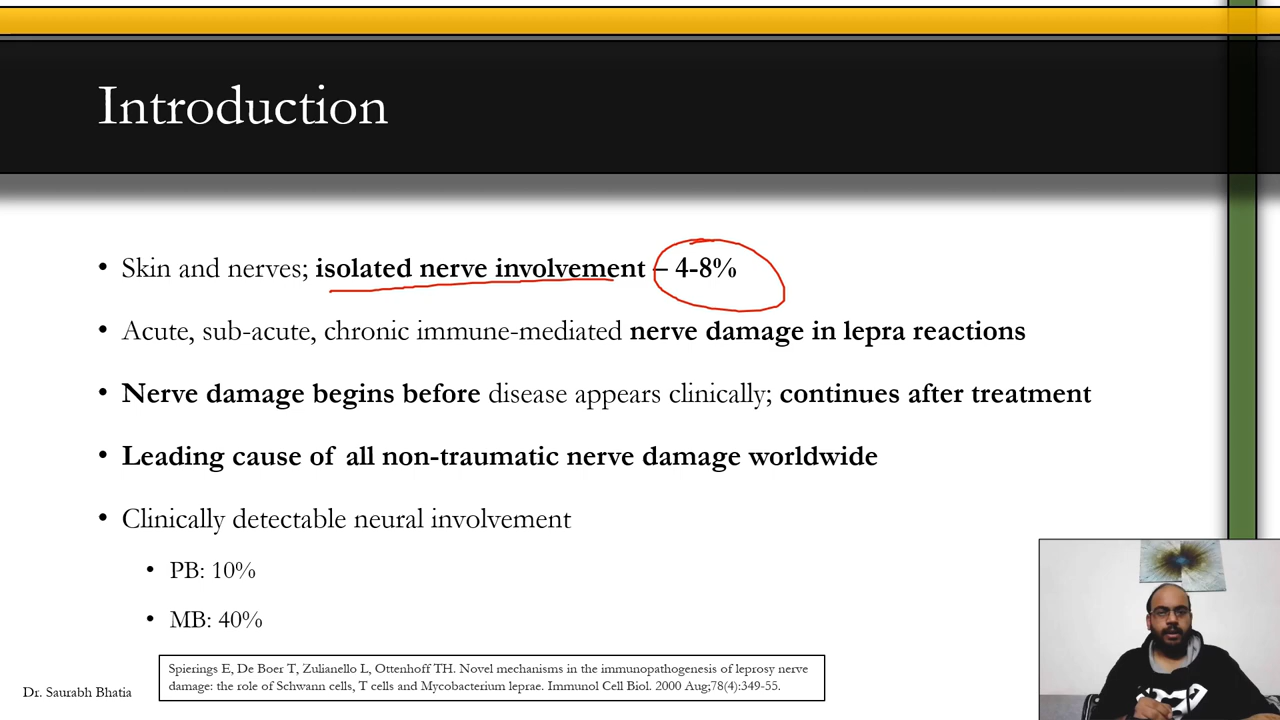 Introduction
• Skin and nerves; isolated nerve involvement – 4-8%
• Acute, sub-acute, chronic immune-mediated nerve damage in lepra reactions
• Nerve damage begins before disease appears clinically; continues after treatment
• Leading cause of all non-traumatic nerve damage worldwide
• Clinically detectable neural involvement
• PB: 10%
• MB: 40%
Spierings E, De Boer T, Zulianello L, Ottenhoff TH. Novel mechanisms in the immunopathogenesis of leprosy nerve
damage: the role of Schwann cells, T cells and Mycobacterium leprae. Immunol Cell Biol. 2000 Aug;78(4):349-55.
Dr. Saurabh Bhatia